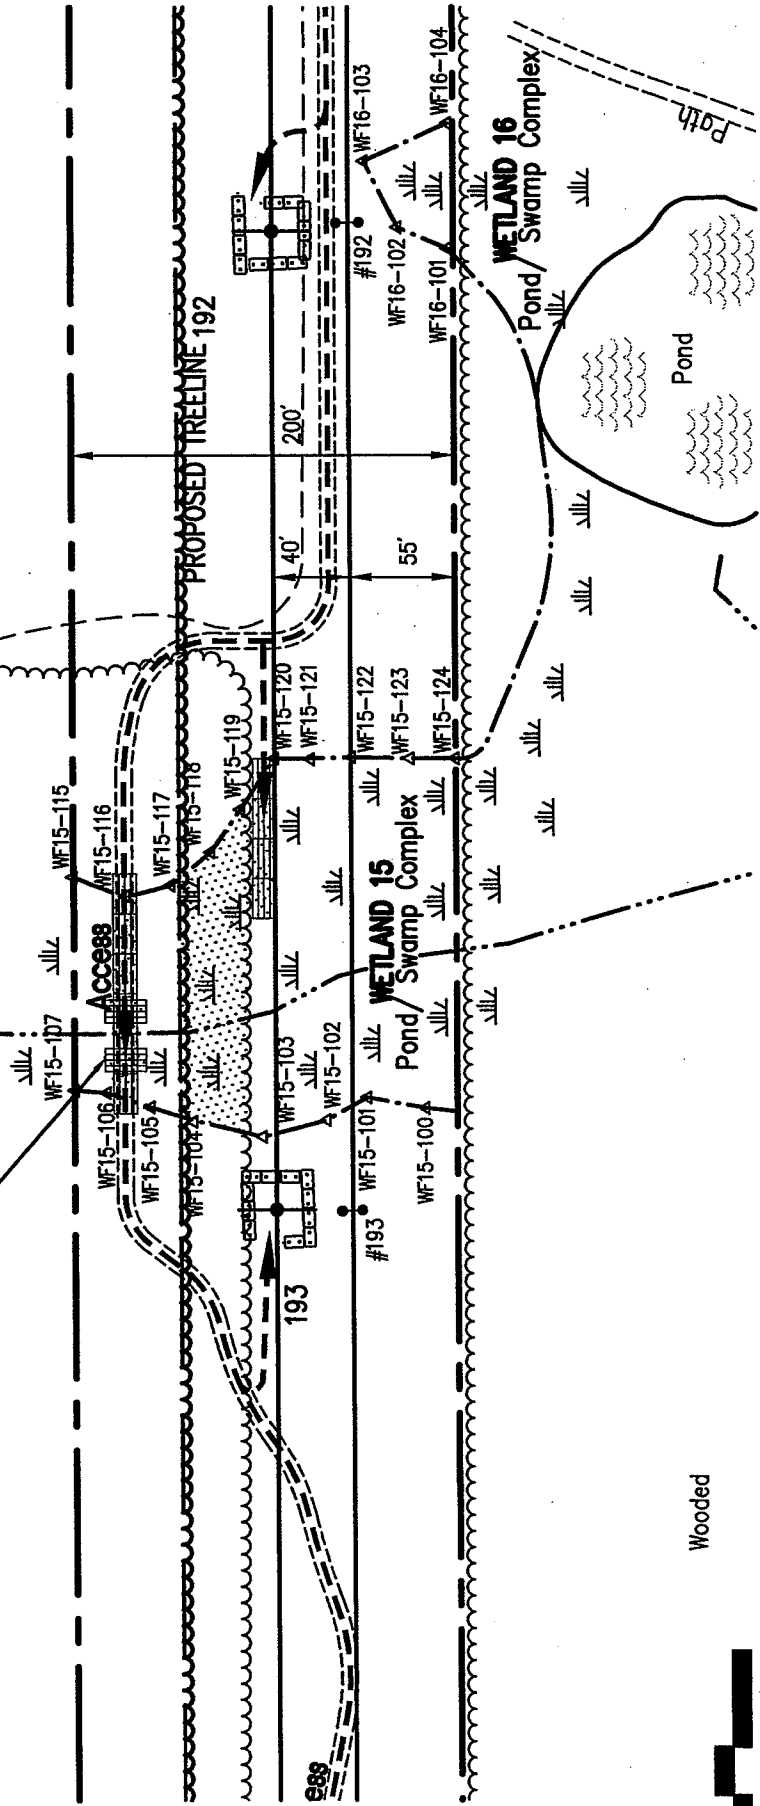 WF16-104
WF16-103
WETLAND 16
Pond/ Swamp Complex
Path
#192
WF16-102
WF16-101
192
PROPOSED TREELINE
200'
Pond
40'
55'
WF15-115
WF15-116
WF15-117
WF15-118
WF15-119
WF15-120
WF15-121
WF15-122
WF15-123
WF15-124
WETLAND 15
Pond/ Swamp Complex
Access
WF15-107
WF15-106
WF15-105
WF15-104
WF15-103
WF15-102
WF15-101
WF15-100
#193
193
Wooded
ess